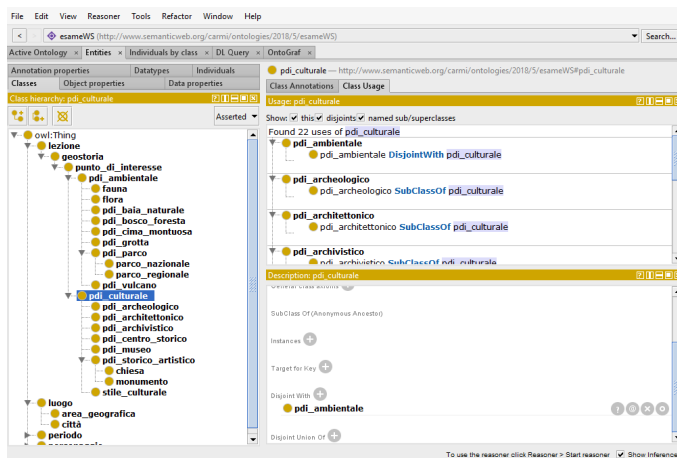 File Edit View Reasoner Tools Refactor Window Help
< > esameWS (http://www.semanticweb.org/carmi/ontologies/2018/5/esameWS) Search...
Active Ontology × Entities × Individuals by class × DL Query × OntoGraf ×
Annotation properties Datatypes Individuals
Classes Object properties Data properties
Class hierarchy: pdi_culturale
Asserted
owl:Thing
lezione
geostoria
punto_di_interesse
pdi_ambientale
fauna
flora
pdi_baia_naturale
pdi_bosco_foresta
pdi_cima_montuosa
pdi_grotta
pdi_parco
parco_nazionale
parco_regionale
pdi_vulcano
pdi_culturale
pdi_archeologico
pdi_architettonico
pdi_archivistico
pdi_centro_storico
pdi_museo
pdi_storico_artistico
chiesa
monumento
stile_culturale
luogo
area_geografica
città
periodo
pdi_culturale — http://www.semanticweb.org/carmi/ontologies/2018/5/esameWS#pdi_culturale
Class Annotations Class Usage
Usage: pdi_culturale
Show: this disjoints named sub/superclasses
Found 22 uses of pdi_culturale
pdi_ambientale
pdi_ambientale DisjointWith pdi_culturale
pdi_archeologico
pdi_archeologico SubClassOf pdi_culturale
pdi_architettonico
pdi_architettonico SubClassOf pdi_culturale
pdi_archivistico
pdi_archivistico SubClassOf pdi_culturale
Description: pdi_culturale
General class axioms
SubClass Of (Anonymous Ancestor)
Instances
Target for Key
Disjoint With
pdi_ambientale
Disjoint Union Of
To use the reasoner click Reasoner > Start reasoner Show Inference